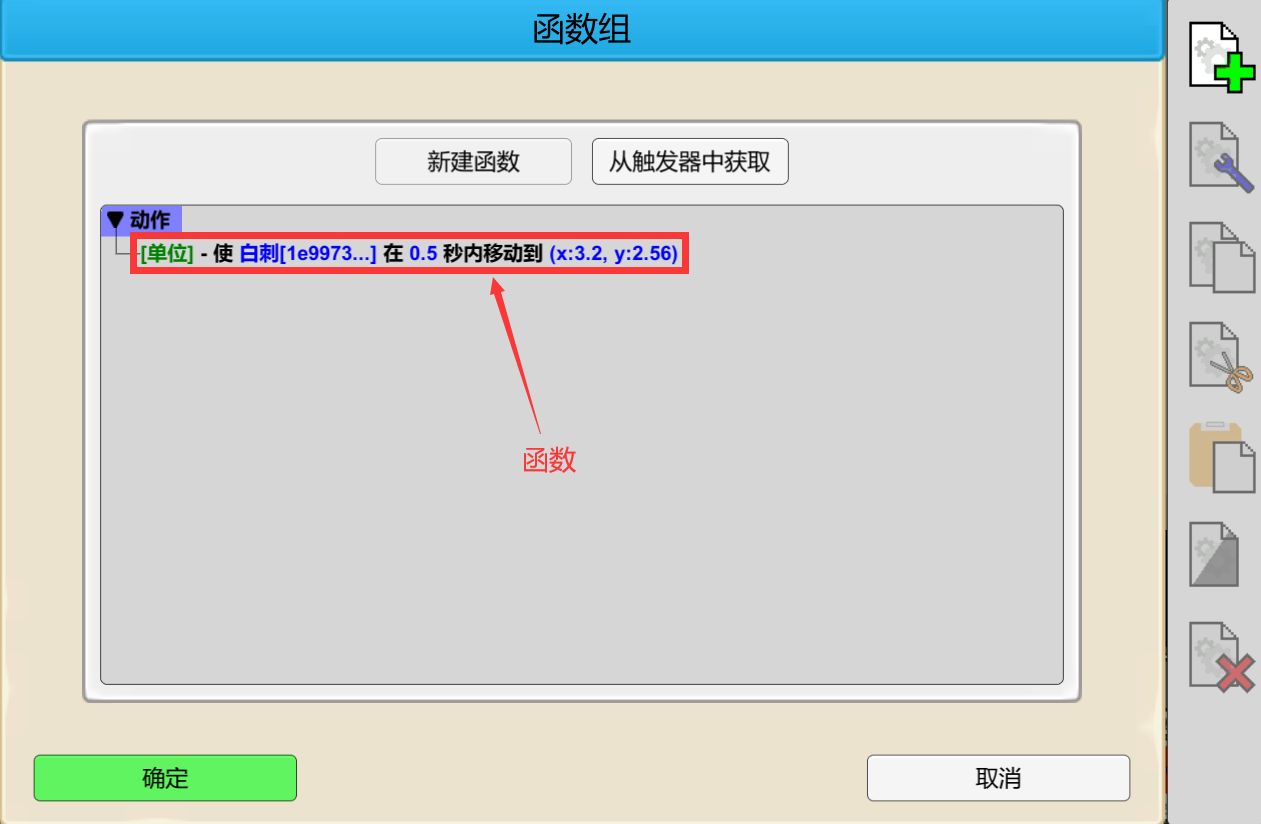 函数组
新建函数 从触发器中获取
▼ 动作
[单位] - 使 白刺[1e9973...] 在 0.5 秒内移动到 (x:3.2, y:2.56)
函数
确定 取消